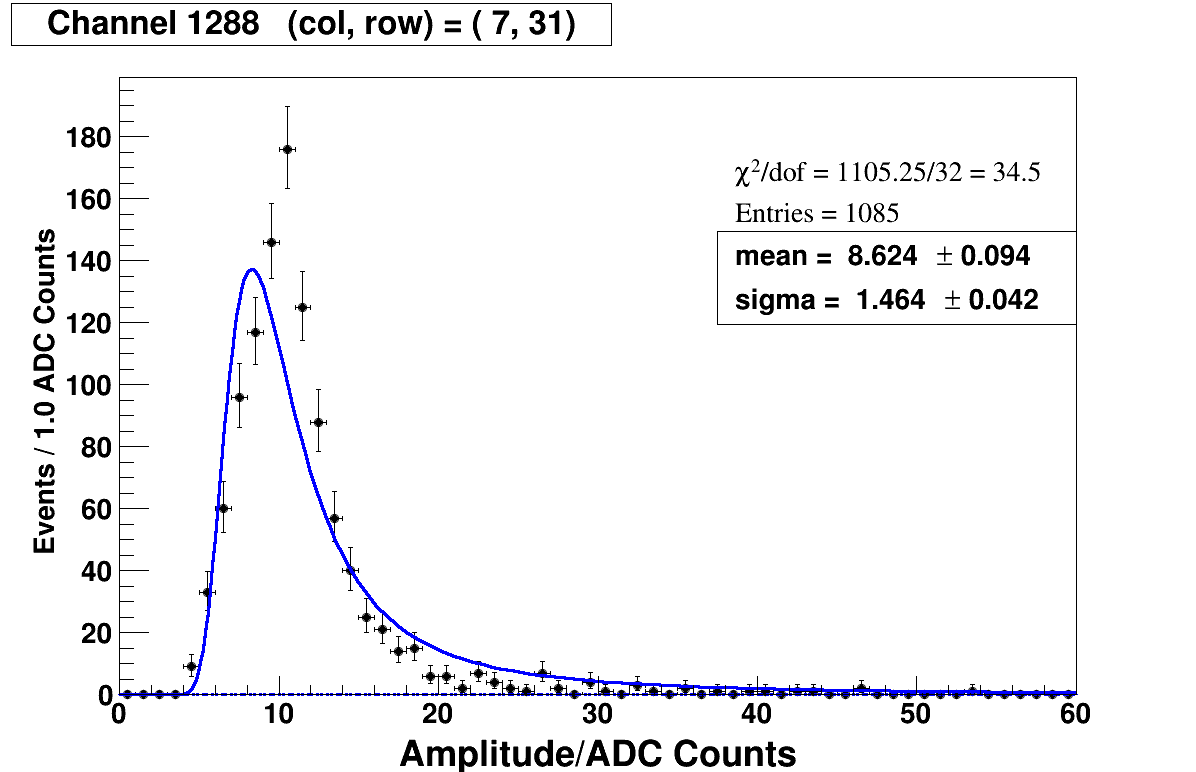 Channel 1288 (col, row) = ( 7, 31)
χ²/dof = 1105.25/32 = 34.5
Entries = 1085
mean = 8.624 ± 0.094
sigma = 1.464 ± 0.042
Events / 1.0 ADC Counts
180
160
140
120
100
80
60
40
20
0
0 10 20 30 40 50 60
Amplitude/ADC Counts